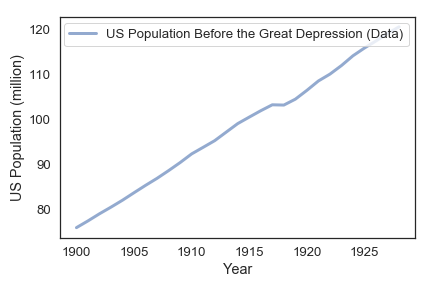 US Population Before the Great Depression (Data)
120
110
100
90
80
US Population (million)
1900 1905 1910 1915 1920 1925
Year